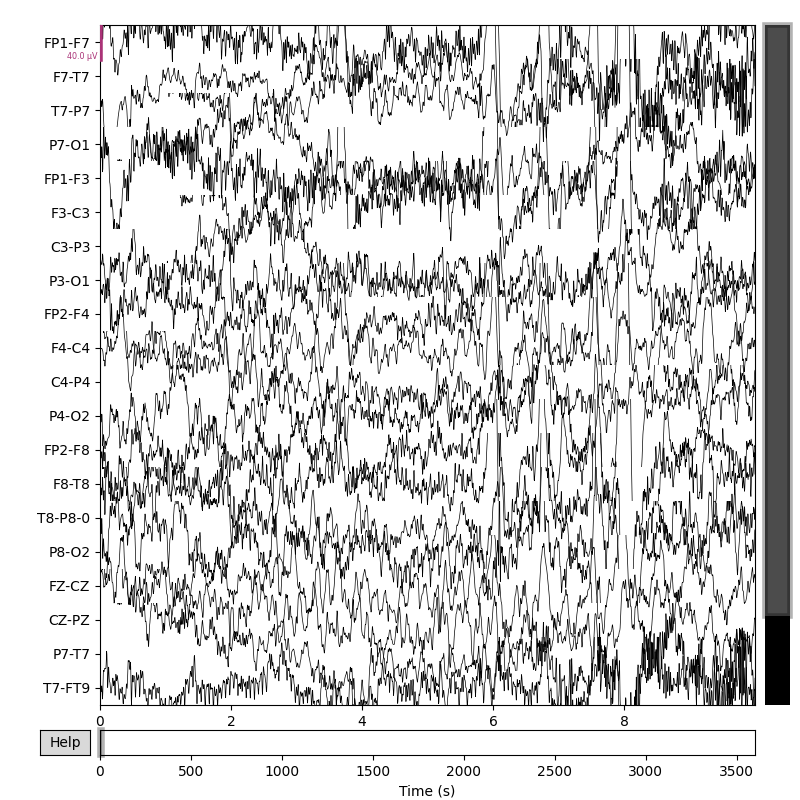 FP1-F7
40.0 µV
F7-T7
T7-P7
P7-O1
FP1-F3
F3-C3
C3-P3
P3-O1
FP2-F4
F4-C4
C4-P4
P4-O2
FP2-F8
F8-T8
T8-P8-0
P8-O2
FZ-CZ
CZ-PZ
P7-T7
T7-FT9
0 2 4 6 8
Help
0 500 1000 1500 2000 2500 3000 3500
Time (s)